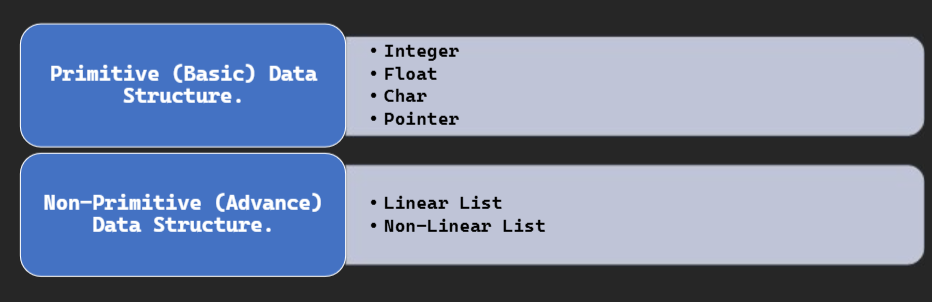 Primitive (Basic) Data
Structure.
• Integer
• Float
• Char
• Pointer
Non-Primitive (Advance)
Data Structure.
• Linear List
• Non-Linear List